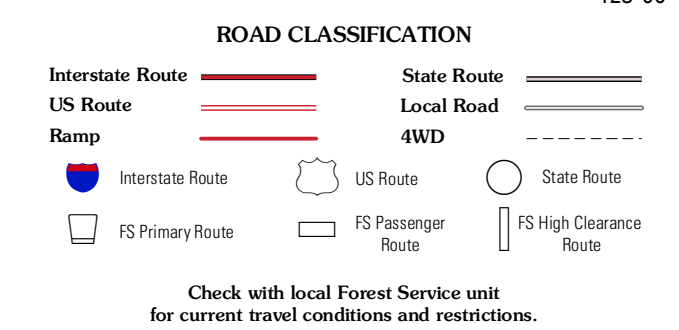 ROAD CLASSIFICATION
Interstate Route
State Route
US Route
Local Road
Ramp
4WD
Interstate Route
US Route
State Route
FS Primary Route
FS Passenger
Route
FS High Clearance
Route
Check with local Forest Service unit
for current travel conditions and restrictions.